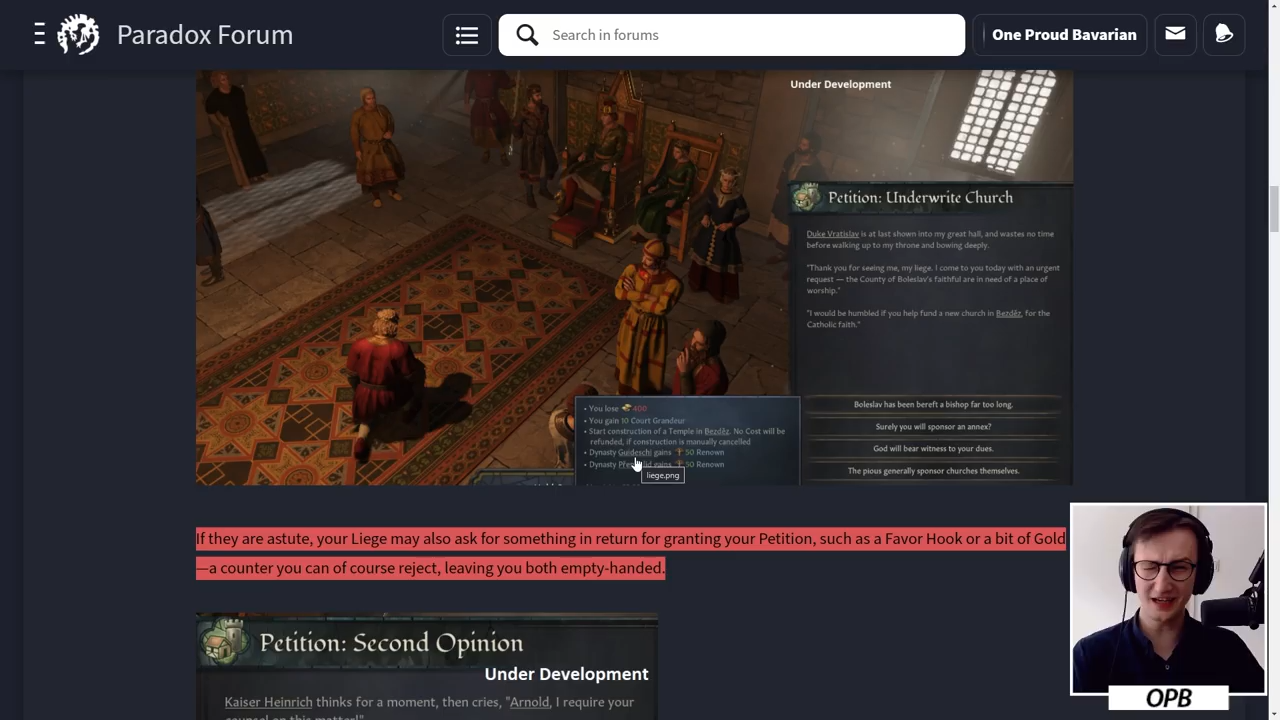 Paradox Forum
Search in forums
One Proud Bavarian
Under Development
Petition: Underwrite Church
Duke Vratislav is at last shown into my great hall, and wastes no time
before walking up to my throne and bowing deeply.
"Thank you for seeing me, my liege. I come to you today with an urgent
request — the County of Boleslav's faithful are in need of a place of
worship."
"I would be humbled if you help fund a new church in Bezděz, for the
Catholic faith."
Boleslav has been bereft a bishop far too long.
Surely you will sponsor an annex?
God will bear witness to your dues.
The pious generally sponsor churches themselves.
• You lose 400
• You gain 10 Court Grandeur
• Start construction of a Temple in Bezděz. No Cost will be
refunded, if construction is manually cancelled
• Dynasty Guideschi gains 50 Renown
• Dynasty gains 50 Renown
liege.png
If they are astute, your Liege may also ask for something in return for granting your Petition, such as a Favor Hook or a bit of Gold
—a counter you can of course reject, leaving you both empty-handed.
Petition: Second Opinion
Under Development
Kaiser Heinrich thinks for a moment, then cries, "Arnold, I require your
counsel on this matter!"
OPB